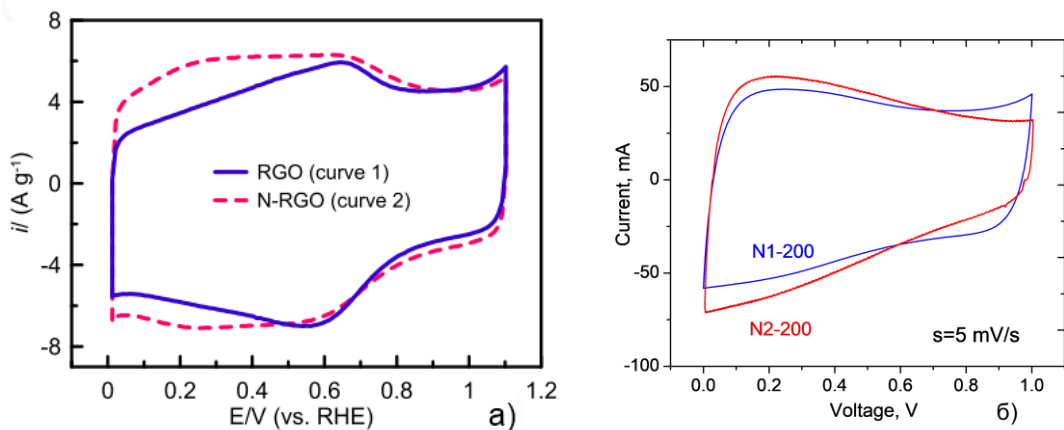 8
4
0
-4
-8
i/ (A g⁻¹)
RGO (curve 1)
N-RGO (curve 2)
0 0.2 0.4 0.6 0.8 1 1.2
E/V (vs. RHE)
а)
50
0
-50
-100
Current, mA
N1-200
N2-200
s=5 mV/s
0.0 0.2 0.4 0.6 0.8 1.0
Voltage, V
б)